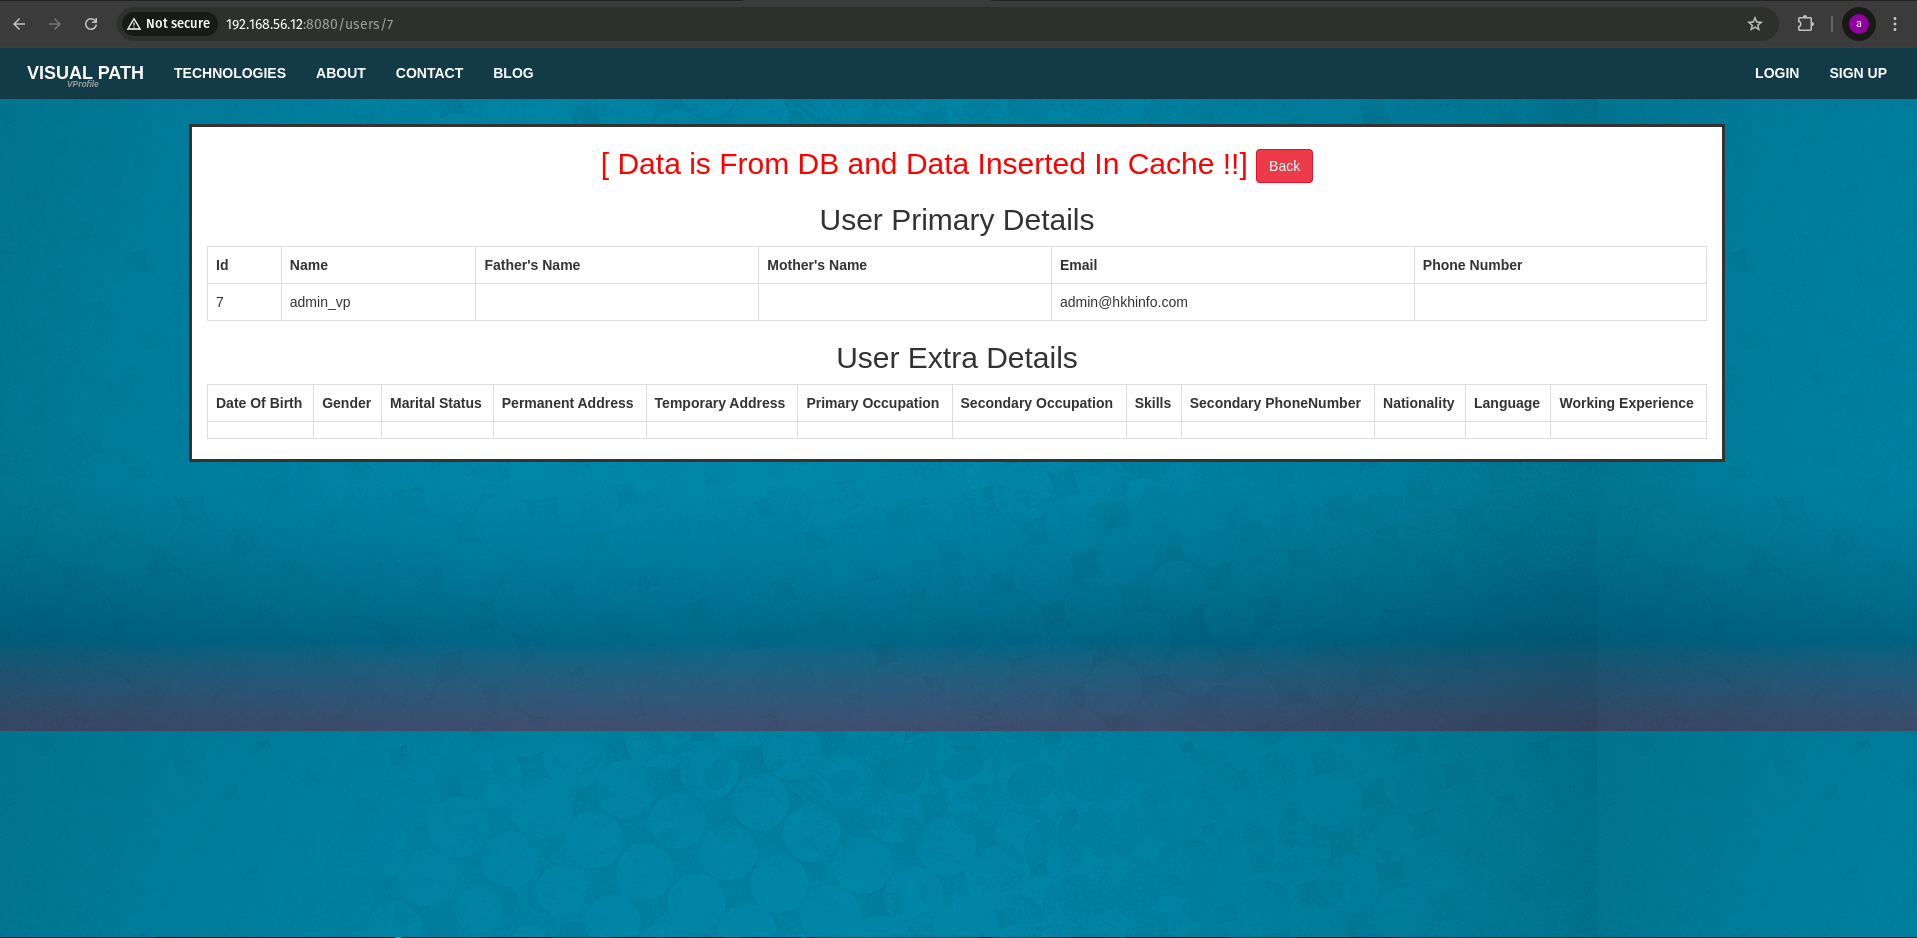 Not secure 192.168.56.12:8080/users/7 a
VISUAL PATH TECHNOLOGIES ABOUT CONTACT BLOG LOGIN SIGN UP
VProfile
[ Data is From DB and Data Inserted In Cache !!] Back
User Primary Details
Id Name Father's Name Mother's Name Email Phone Number
7 admin_vp admin@hkhinfo.com
User Extra Details
Date Of Birth Gender Marital Status Permanent Address Temporary Address Primary Occupation Secondary Occupation Skills Secondary PhoneNumber Nationality Language Working Experience